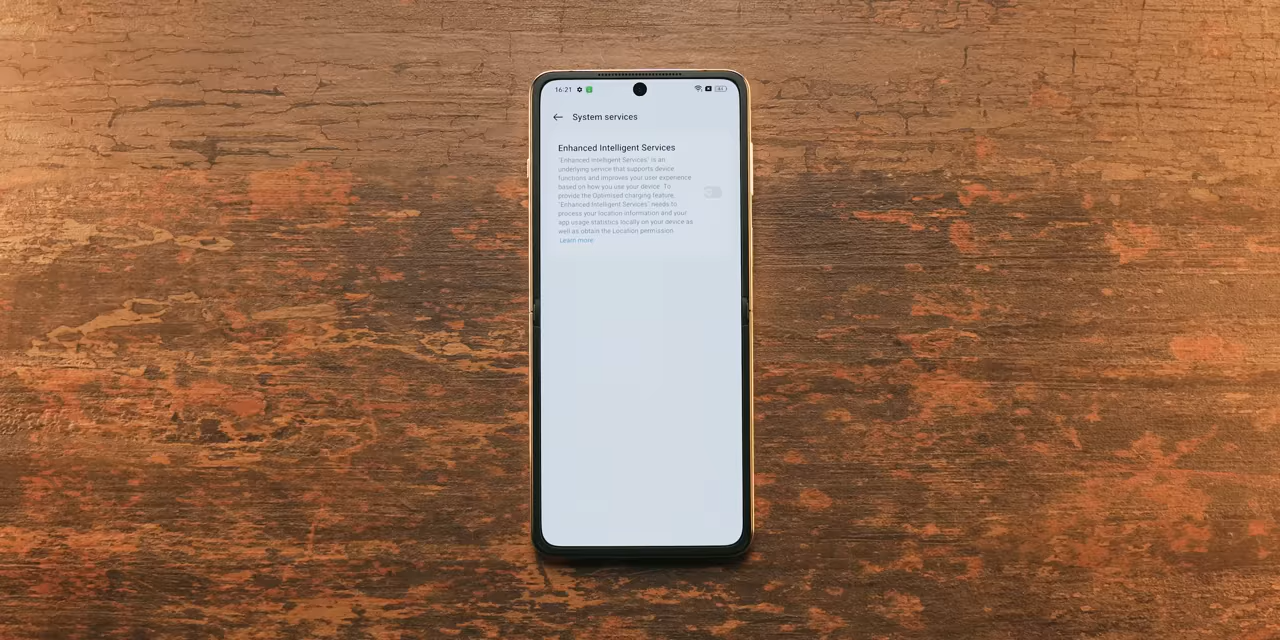 16:21
System services
Enhanced Intelligent Services
'Enhanced Intelligent Services' is an
underlying service that supports device
functions and improves your user experience
based on how you use your device. To
provide the Optimised charging feature,
'Enhanced Intelligent Services' needs to
process your location information and your
app usage statistics locally on your device as
well as obtain the Location permission.
Learn more